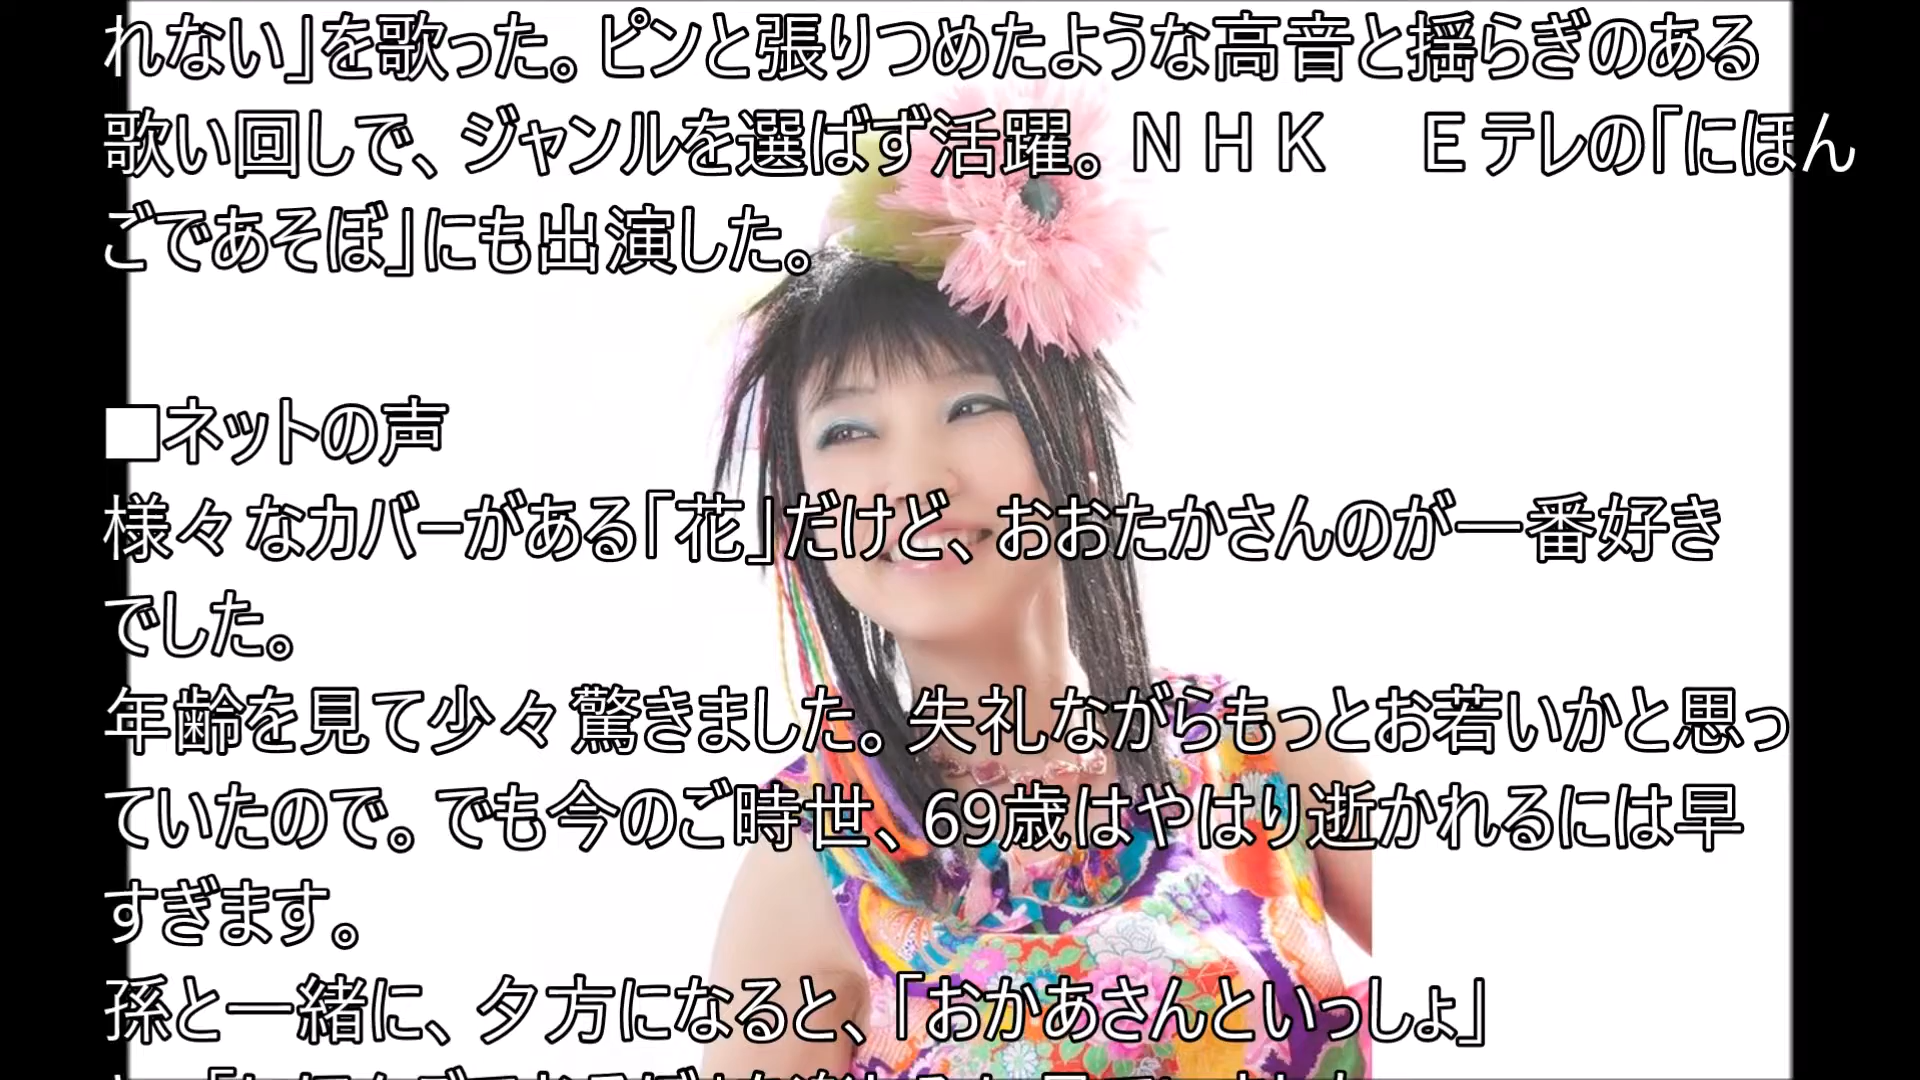 れない」を歌った。ピンと張りつめたような高音と揺らぎのある
歌い回しで、ジャンルを選ばず活躍。ＮＨＫ　Ｅテレの「にほん
ごであそぼ」にも出演した。
■ネットの声
様々なカバーがある「花」だけど、おおたかさんのが一番好き
でした。
年齢を見て少々驚きました。失礼ながらもっとお若いかと思っ
ていたので。でも今のご時世、69歳はやはり逝かれるには早
すぎます。
孫と一緒に、夕方になると、「おかあさんといっしょ」